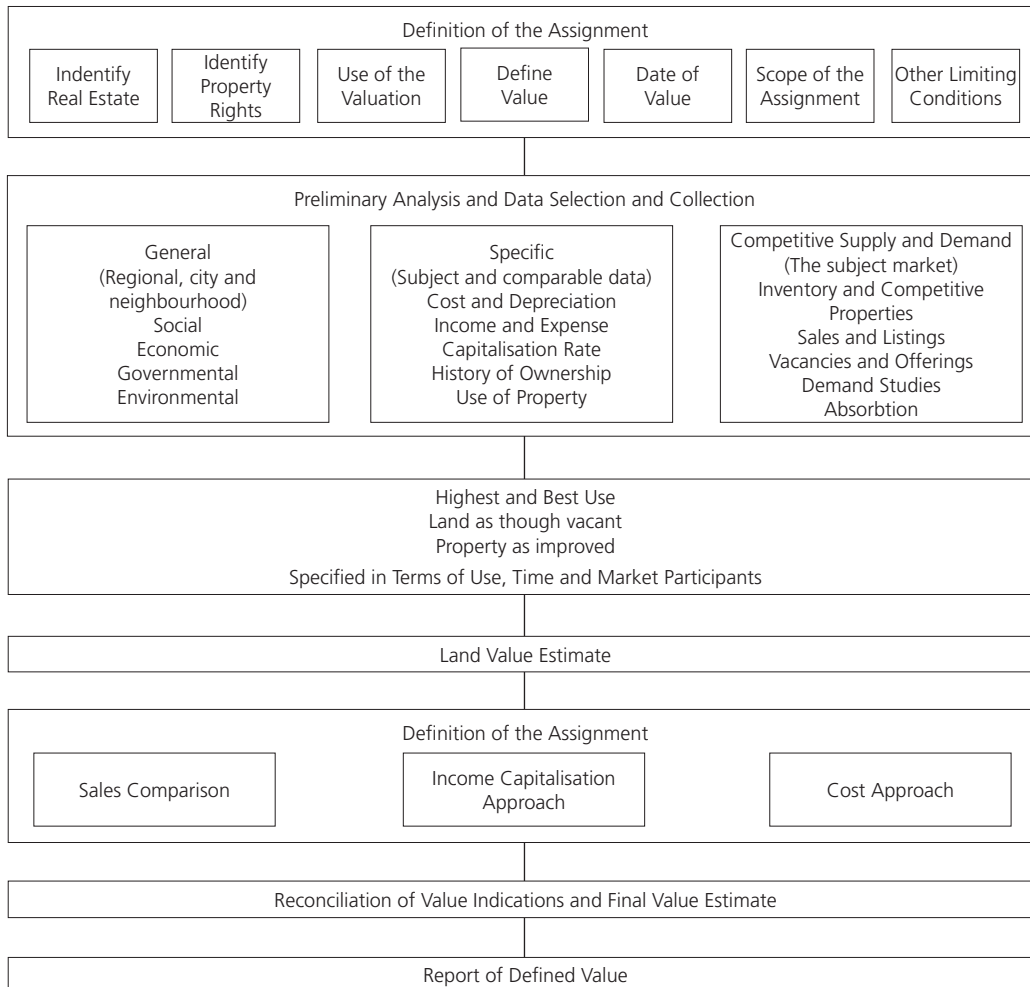 Definition of the Assignment
Indentify
Real Estate
Identify
Property
Rights
Use of the
Valuation
Define
Value
Date of
Value
Scope of the
Assignment
Other Limiting
Conditions
Preliminary Analysis and Data Selection and Collection
General
(Regional, city and
neighbourhood)
Social
Economic
Governmental
Environmental
Specific
(Subject and comparable data)
Cost and Depreciation
Income and Expense
Capitalisation Rate
History of Ownership
Use of Property
Competitive Supply and Demand
(The subject market)
Inventory and Competitive
Properties
Sales and Listings
Vacancies and Offerings
Demand Studies
Absorbtion
Highest and Best Use
Land as though vacant
Property as improved
Specified in Terms of Use, Time and Market Participants
Land Value Estimate
Definition of the Assignment
Sales Comparison
Income Capitalisation
Approach
Cost Approach
Reconciliation of Value Indications and Final Value Estimate
Report of Defined Value